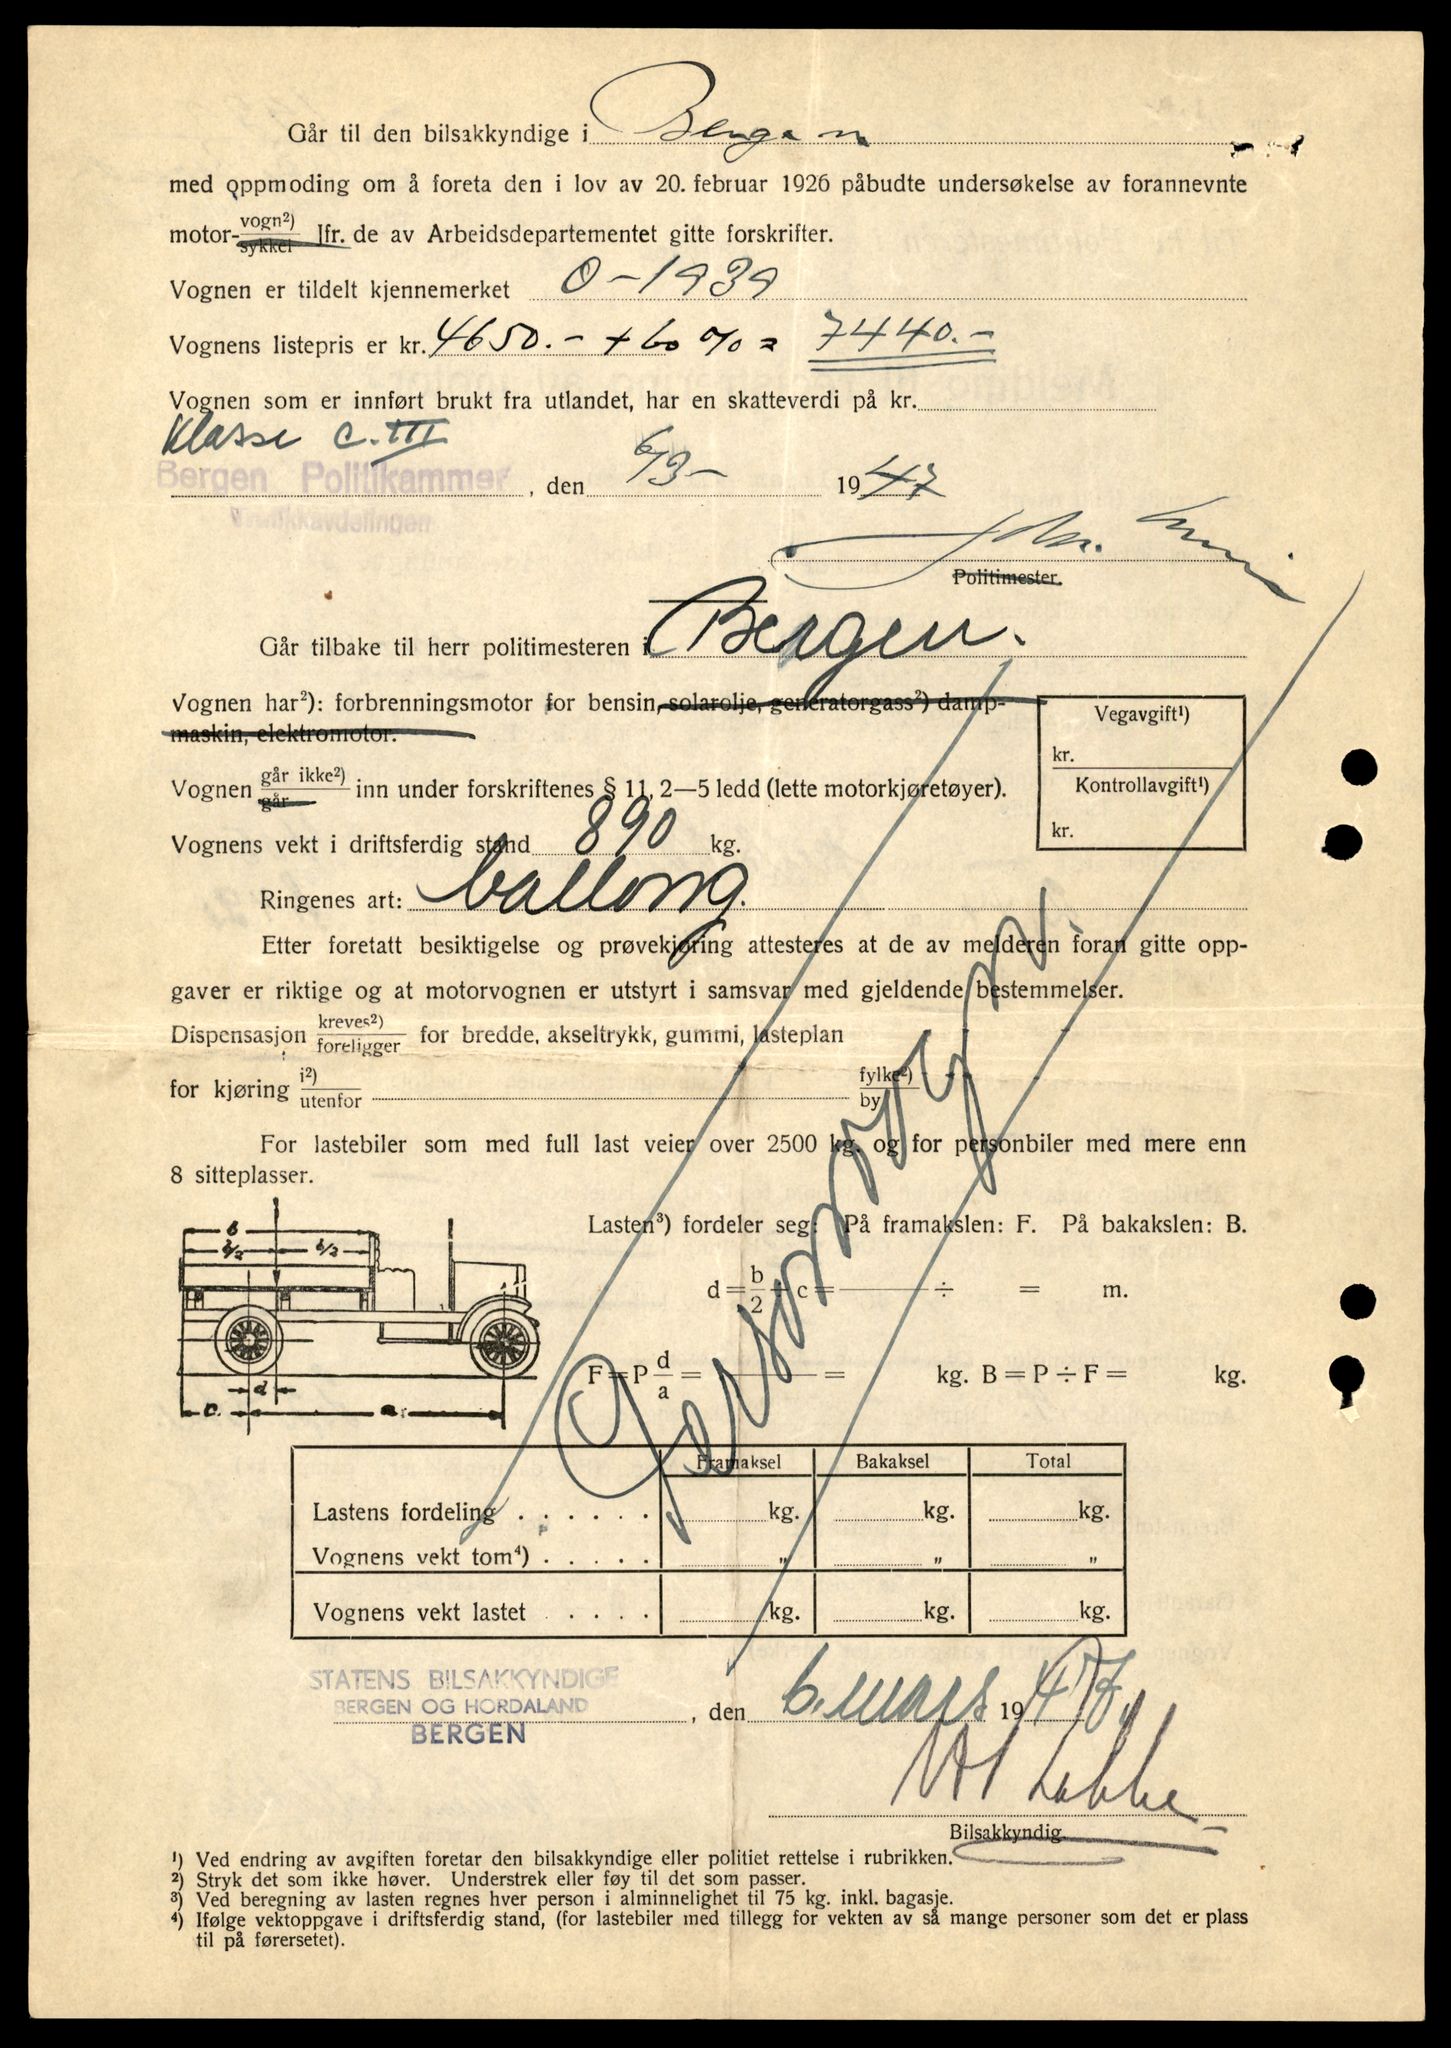 Går til den bilsakkyndige i Bergen
med oppmoding om å foreta den i lov av 20. februar 1926 påbudte undersøkelse av forannevnte
motor- vogn²) / sykkel Jfr. de av Arbeidsdepartementet gitte forskrifter.
Vognen er tildelt kjennemerket O-1939
Vognens listepris er kr. 4650.- + 60 % = 7440.-
Vognen som er innført brukt fra utlandet, har en skatteverdi på kr.
Klasse C.III
Bergen Politikammer, den 6/3- 1947
Trafikkavdelingen
Politimester.
Går tilbake til herr politimesteren i Bergen.
Vognen har²): forbrenningsmotor for bensin, solarolje, generatorgass²) damp-
maskin, elektromotor.
Vegavgift¹)
kr.
Kontrollavgift¹)
kr.
Vognen går ikke²) / går inn under forskriftenes § 11, 2—5 ledd (lette motorkjøretøyer).
Vognens vekt i driftsferdig stand 890 kg.
Ringenes art: ballong.
Etter foretatt besiktigelse og prøvekjøring attesteres at de av melderen foran gitte opp-
gaver er riktige og at motorvognen er utstyrt i samsvar med gjeldende bestemmelser.
Dispensasjon kreves²) / foreligger for bredde, akseltrykk, gummi, lasteplan
for kjøring i²) / utenfor fylke²) / by
For lastebiler som med full last veier over 2500 kg. og for personbiler med mere enn
8 sitteplasser.
Personvogn.
b
b/2 b/2
d
c. a
Lasten³) fordeler seg: På framakslen: F. På bakakslen: B.
d = b/2 ÷ c = ÷ = m.
F = P d/a = = kg. B = P ÷ F = kg.
Framaksel Bakaksel Total
Lastens fordeling . . . . . . kg. kg. kg.
Vognens vekt tom⁴) . . . . . „ „ „
Vognens vekt lastet . . . . kg. kg. kg.
STATENS BILSAKKYNDIGE
BERGEN OG HORDALAND
BERGEN
, den 6. mars 1947.
Bilsakkyndig.
¹) Ved endring av avgiften foretar den bilsakkyndige eller politiet rettelse i rubrikken.
²) Stryk det som ikke høver. Understrek eller føy til det som passer.
³) Ved beregning av lasten regnes hver person i alminnelighet til 75 kg. inkl. bagasje.
⁴) Ifølge vektoppgave i driftsferdig stand, (for lastebiler med tillegg for vekten av så mange personer som det er plass
til på førersetet).